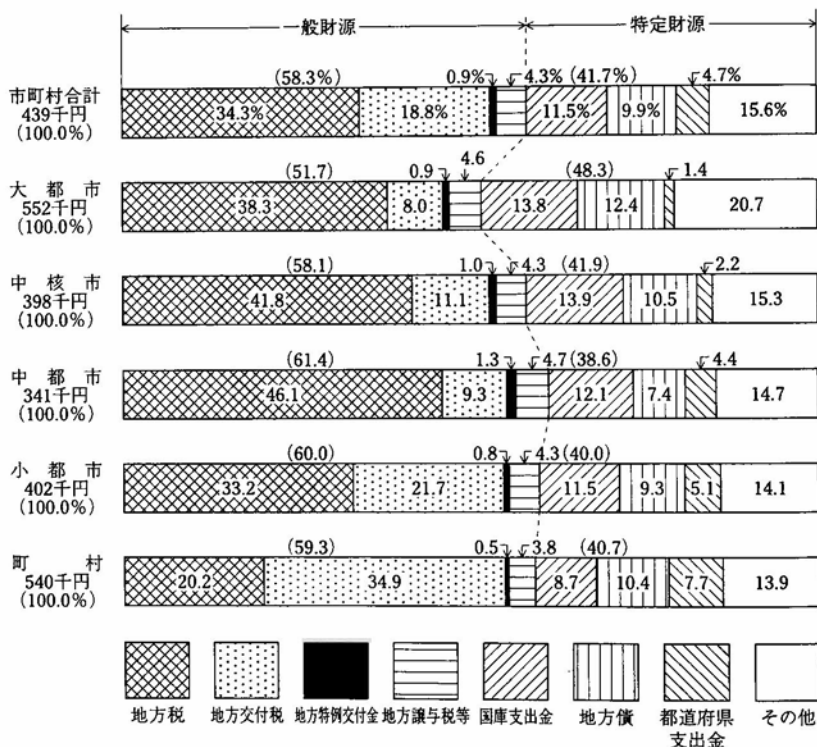 一般財源 特定財源
(58.3%) 0.9% 4.3% (41.7%) 4.7%
市町村合計
439千円
(100.0%)
34.3% 18.8% 11.5% 9.9% 15.6%
(51.7) 0.9 4.6 (48.3) 1.4
大都市
552千円
(100.0%)
38.3 8.0 13.8 12.4 20.7
(58.1) 1.0 4.3 (41.9) 2.2
中核市
398千円
(100.0%)
41.8 11.1 13.9 10.5 15.3
(61.4) 1.3 4.7 (38.6) 4.4
中都市
341千円
(100.0%)
46.1 9.3 12.1 7.4 14.7
(60.0) 0.8 4.3 (40.0)
小都市
402千円
(100.0%)
33.2 21.7 11.5 9.3 5.1 14.1
(59.3) 0.5 3.8 (40.7)
町村
540千円
(100.0%)
20.2 34.9 8.7 10.4 7.7 13.9
地方税 地方交付税 地方特例交付金 地方譲与税等 国庫支出金 地方債 都道府県 その他
支出金